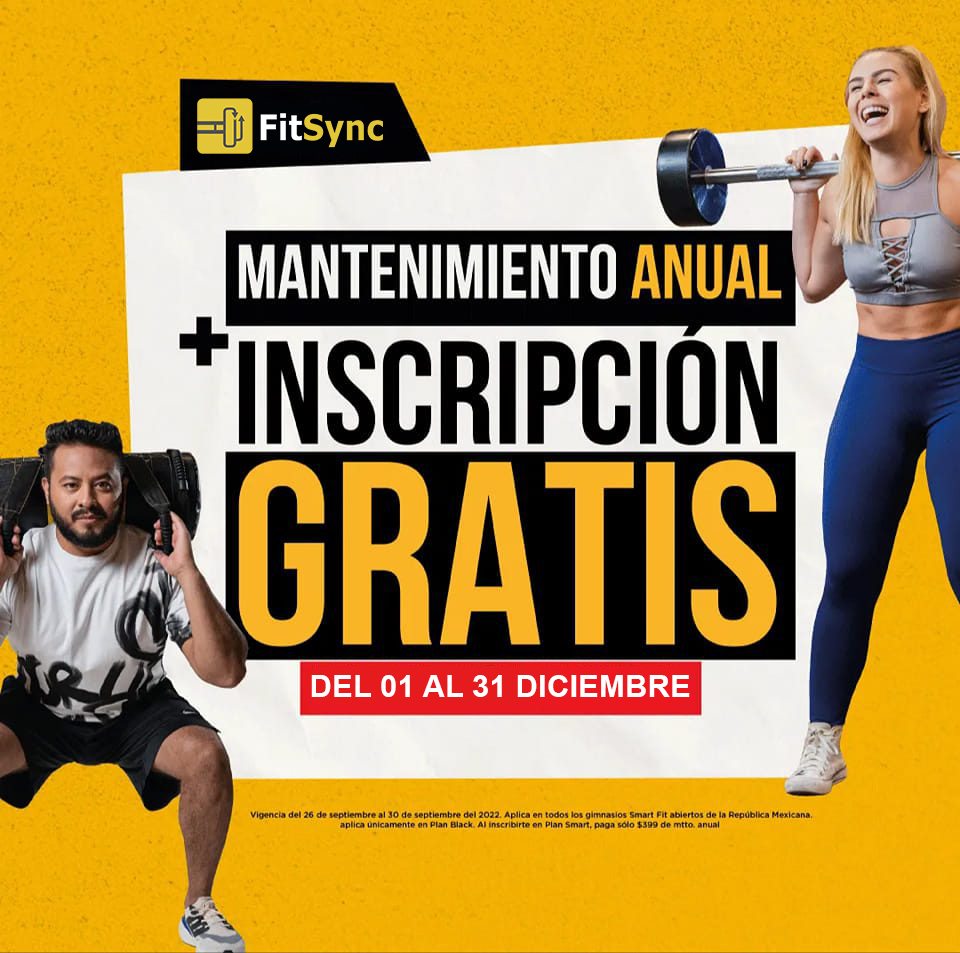 FitSync
MANTENIMIENTO ANUAL
+ INSCRIPCIÓN
GRATIS
DEL 01 AL 31 DICIEMBRE
Vigencia del 26 de septiembre al 30 de septiembre del 2022. Aplica en todos los gimnasios Smart Fit abiertos de la República Mexicana.
aplica únicamente en Plan Black. Al inscribirte en Plan Smart, paga sólo $399 de mtto. anual